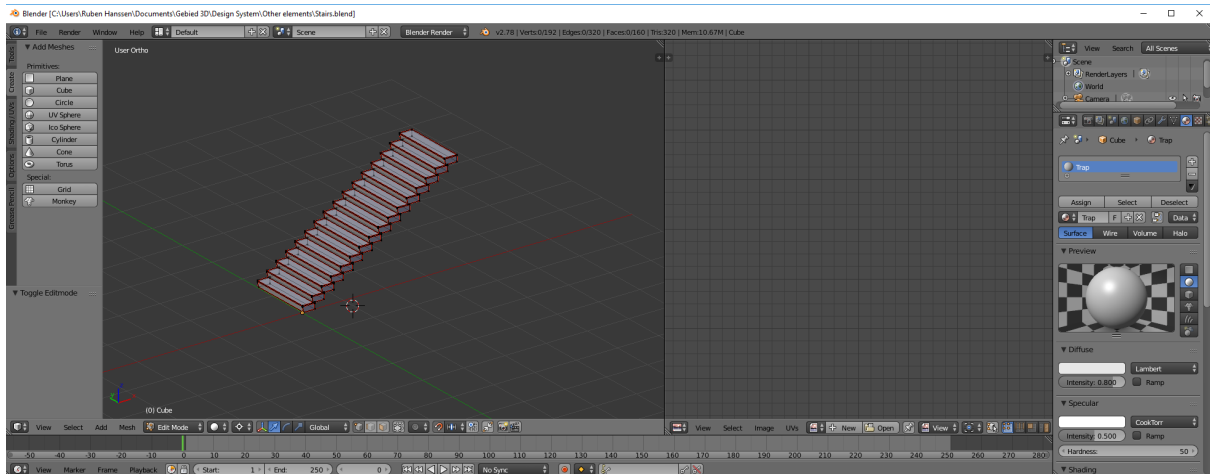 Blender [C:\Users\Ruben Hanssen\Documents\Gebied 3D\Design System\Other elements\Stairs.blend]
File Render Window Help Default Scene Blender Render v2.78 | Verts:0/192 | Edges:0/320 | Faces:0/160 | Tris:320 | Mem:10.67M | Cube
Tools
Create
Shading / UVs
Options
Grease Pencil
Add Meshes
Primitives:
Plane
Cube
Circle
UV Sphere
Ico Sphere
Cylinder
Cone
Torus
Special:
Grid
Monkey
Toggle Editmode
User Ortho
(0) Cube
View Select Add Mesh Edit Mode Global
View Select Image UVs New Open View
-50 -40 -30 -20 -10 0 10 20 30 40 50 60 70 80 90 100 110 120 130 140 150 160 170 180 190 200 210 220 230 240 250 260 270 280
View Marker Frame Playback Start: 1 End: 250 0 No Sync
View Search All Scenes
Scene
RenderLayers |
World
Camera |
Cube Trap
Trap
Assign Select Deselect
Trap F Data
Surface Wire Volume Halo
Preview
Diffuse
Lambert
Intensity: 0.800 Ramp
Specular
CookTorr
Intensity: 0.500 Ramp
Hardness: 50
Shading